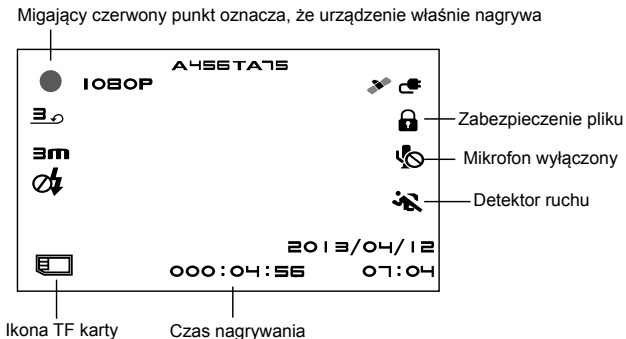 Migający czerwony punkt oznacza, że urządzenie właśnie nagrywa
A456TA75
1080P
3
Zabezpieczenie pliku
3m
Mikrofon wyłączony
Detektor ruchu
2013/04/12
000:04:56 07:04
Ikona TF karty Czas nagrywania